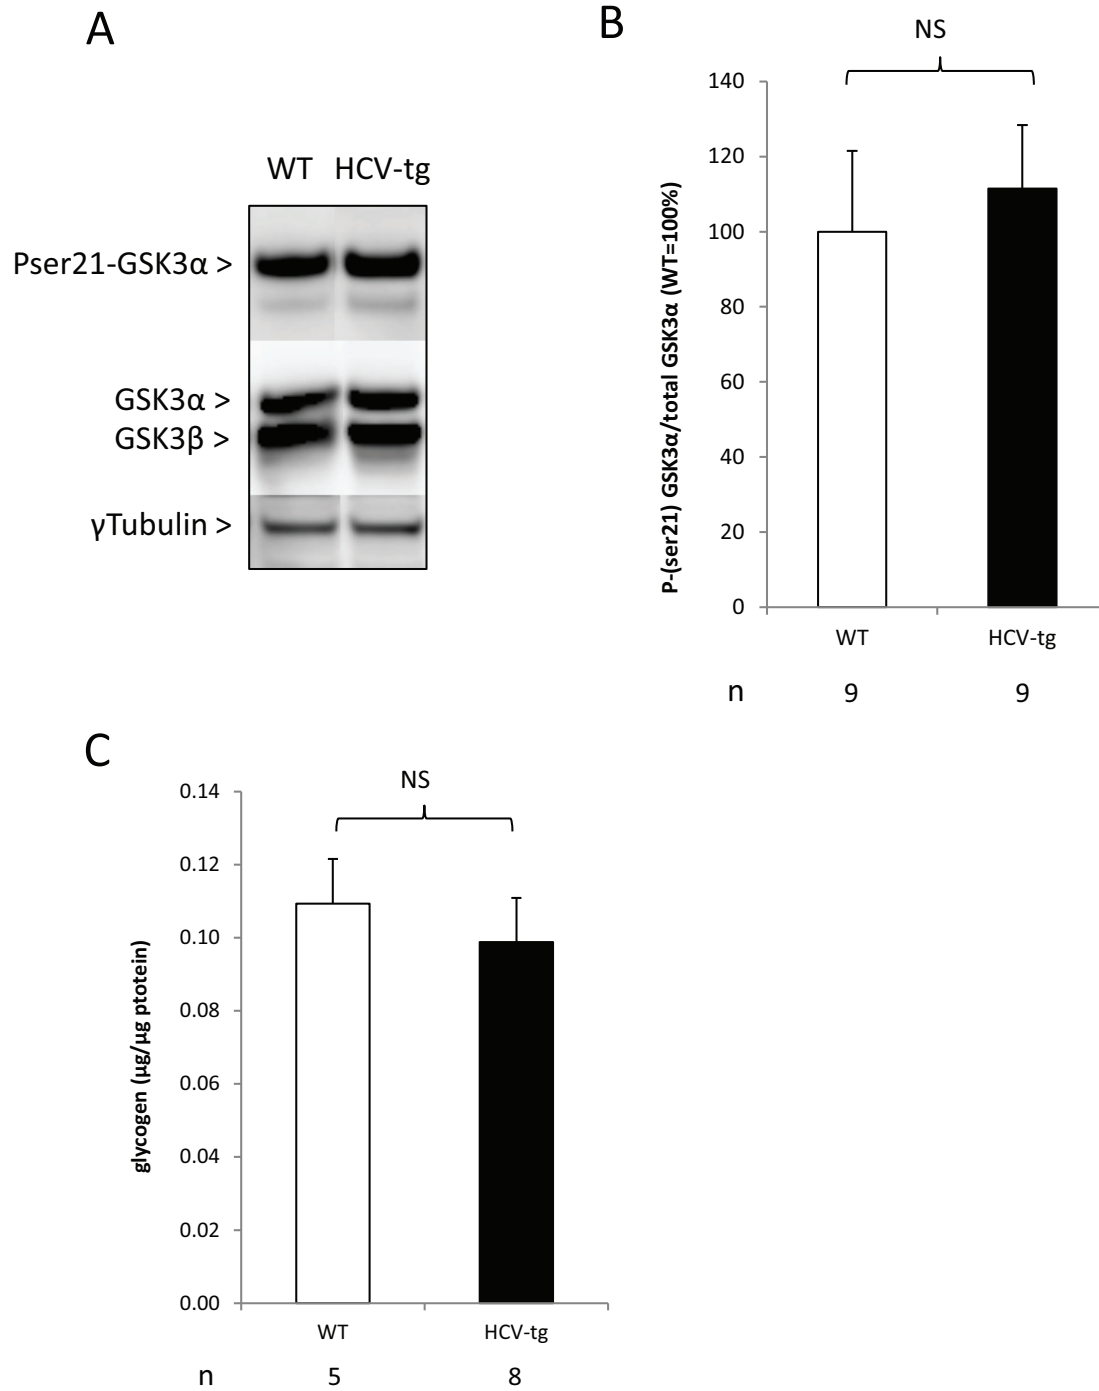 A
WT HCV-tg
Pser21-GSK3α >
GSK3α >
GSK3β >
γTubulin >
B
NS
P-(ser21) GSK3α/total GSK3α (WT=100%)
140
120
100
80
60
40
20
0
WT HCV-tg
n 9 9
C
NS
glycogen (µg/µg ptotein)
0.14
0.12
0.10
0.08
0.06
0.04
0.02
0.00
WT HCV-tg
n 5 8